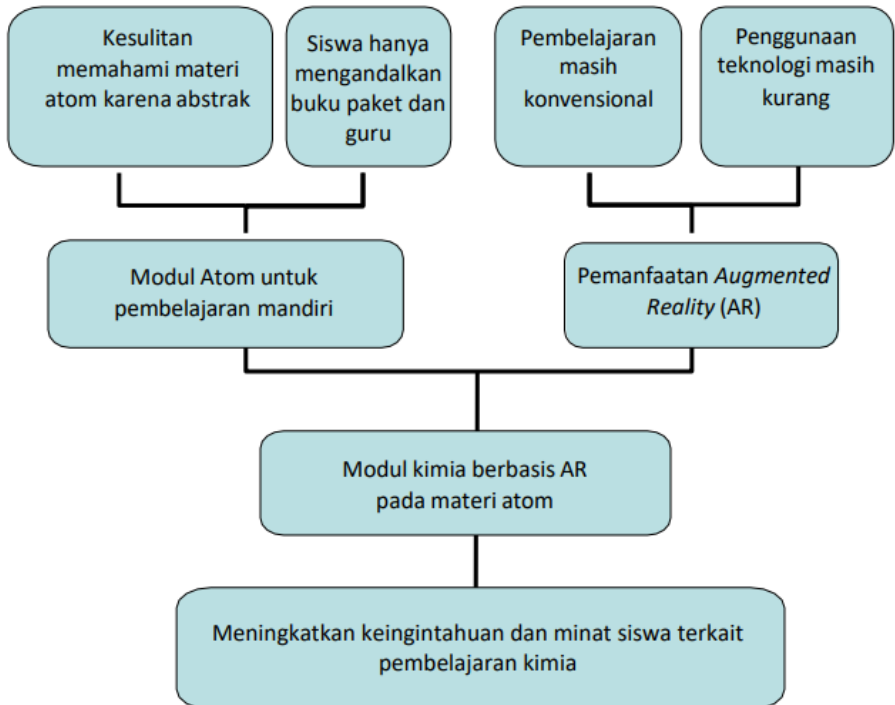 Kesulitan
memahami materi
atom karena abstrak
Siswa hanya
mengandalkan
buku paket dan
guru
Pembelajaran
masih
konvensional
Penggunaan
teknologi masih
kurang
Modul Atom untuk
pembelajaran mandiri
Pemanfaatan Augmented
Reality (AR)
Modul kimia berbasis AR
pada materi atom
Meningkatkan keingintahuan dan minat siswa terkait
pembelajaran kimia